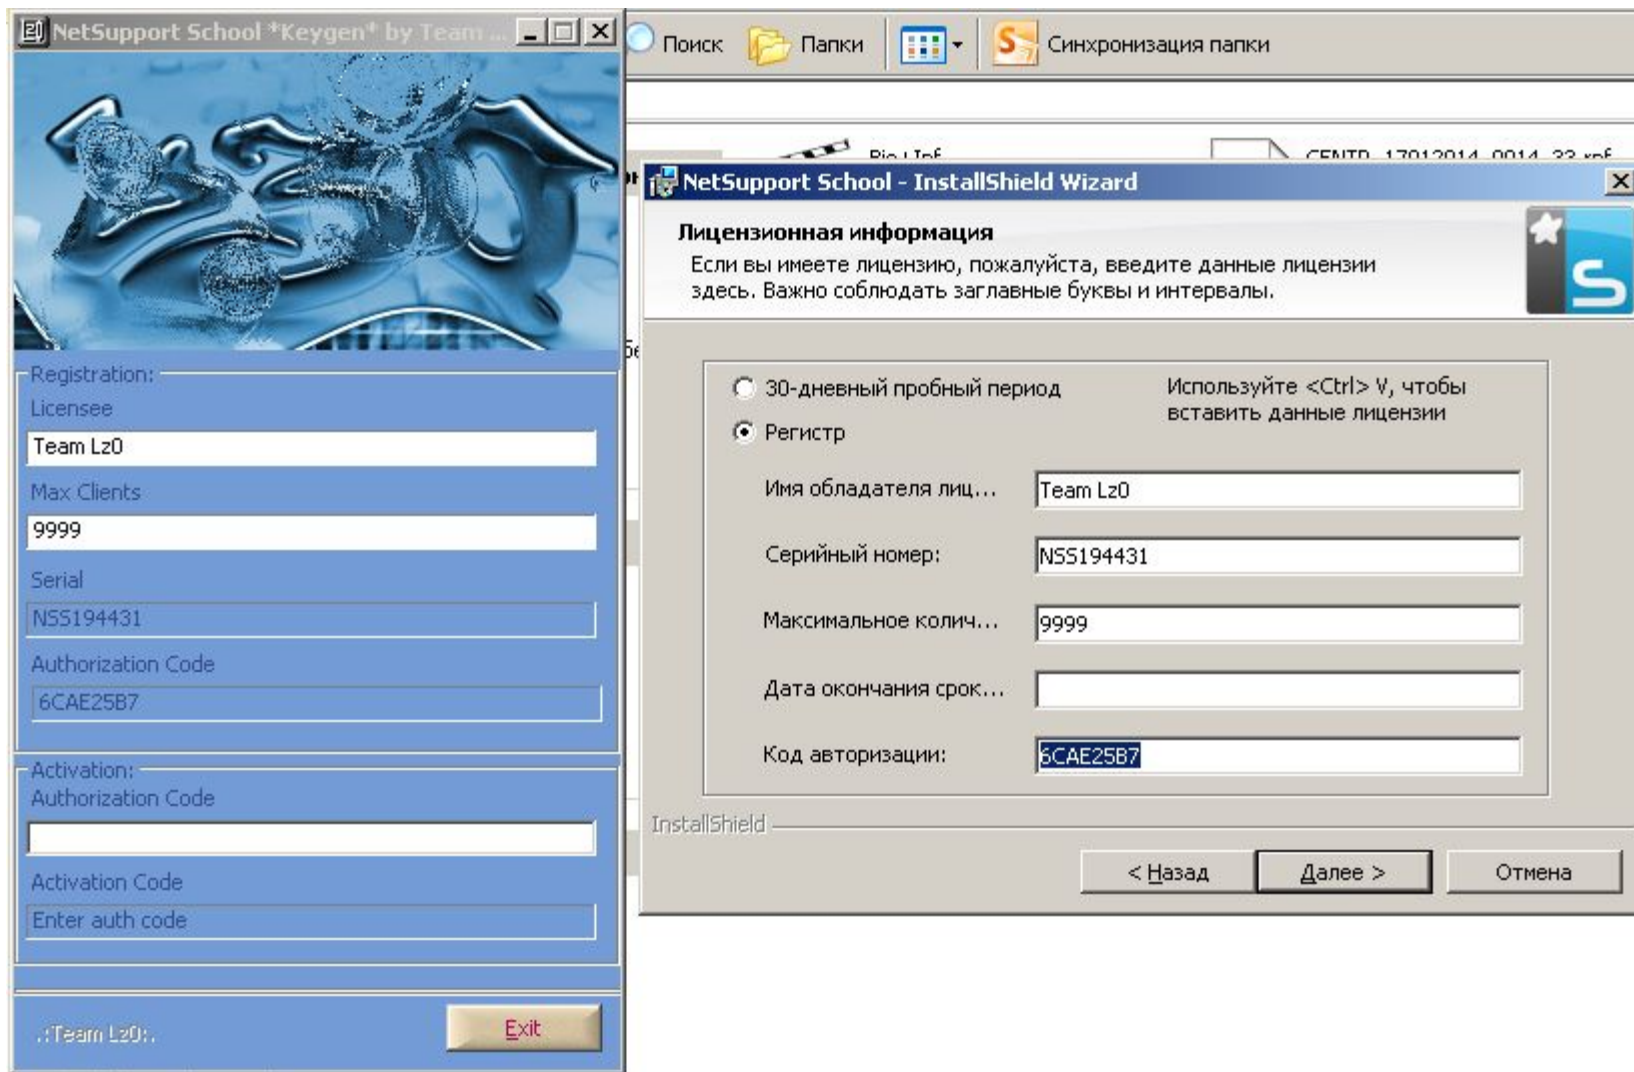 NetSupport School *Keygen* by Team ...
Registration:
Licensee
Team Lz0
Max Clients
9999
Serial
NSS194431
Authorization Code
6CAE25B7
Activation:
Authorization Code
Activation Code
Enter auth code
.:Team Lz0:.
Exit
Поиск
Папки
Синхронизация папки
NetSupport School - InstallShield Wizard
Лицензионная информация
Если вы имеете лицензию, пожалуйста, введите данные лицензии
здесь. Важно соблюдать заглавные буквы и интервалы.
30-дневный пробный период
Используйте <Ctrl> V, чтобы
вставить данные лицензии
Регистр
Имя обладателя лиц...
Team Lz0
Серийный номер:
NSS194431
Максимальное колич...
9999
Дата окончания срок...
Код авторизации:
6CAE25B7
InstallShield
< Назад
Далее >
Отмена